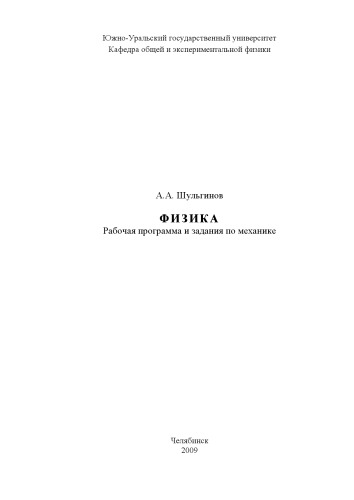 Южно-Уральский государственный университет
Кафедра общей и экспериментальной физики
А.А. Шульгинов
ФИЗИКА
Рабочая программа и задания по механике
Челябинск
2009